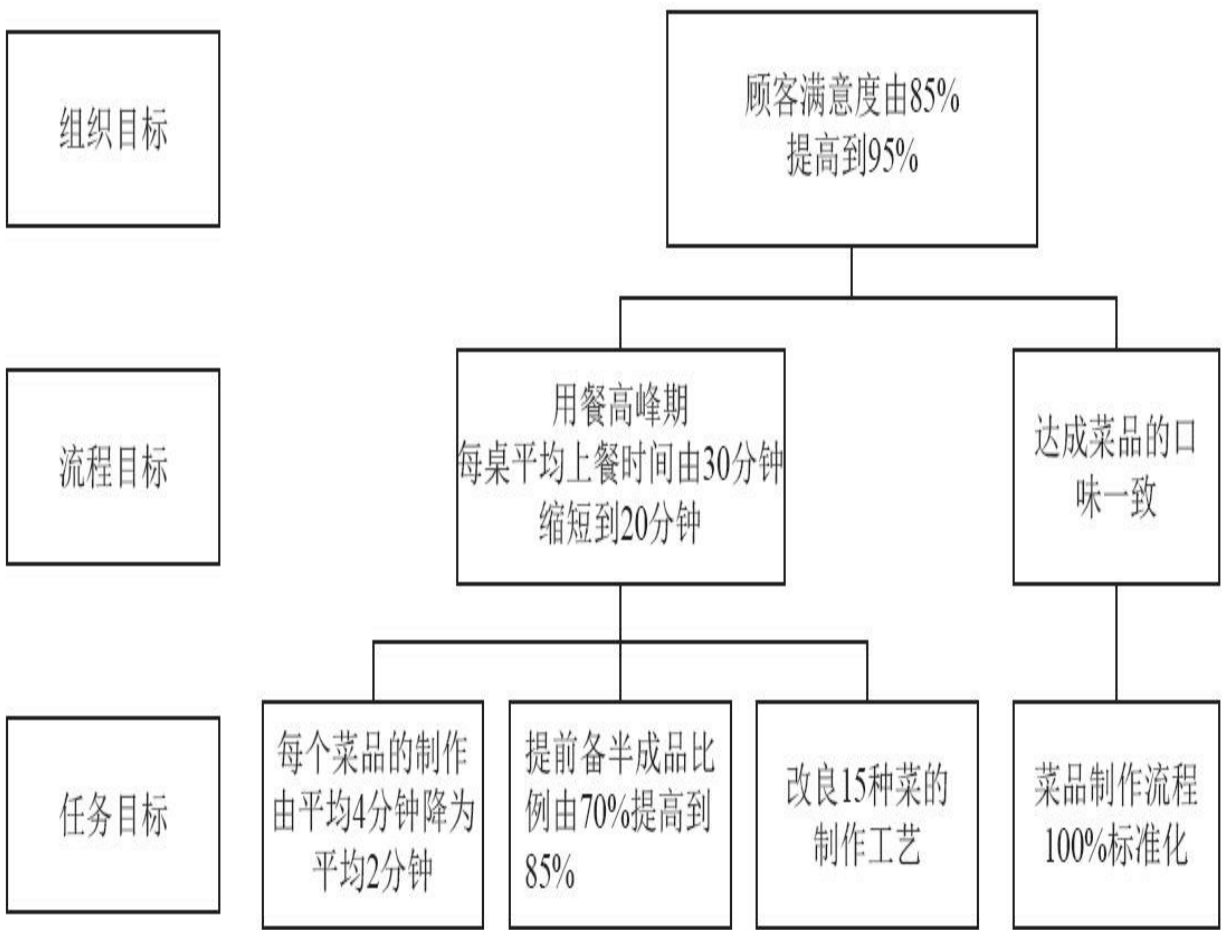 组织目标
顾客满意度由85%
提高到95%
流程目标
用餐高峰期
每桌平均上餐时间由30分钟
缩短到20分钟
达成菜品的口
味一致
任务目标
每个菜品的制作
由平均4分钟降为
平均2分钟
提前备半成品比
例由70%提高到
85%
改良15种菜的
制作工艺
菜品制作流程
100%标准化